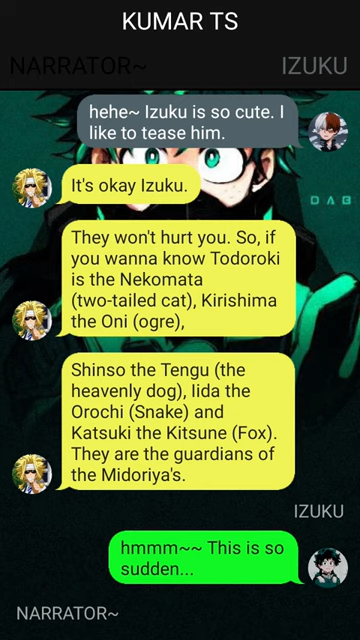 KUMAR TS
NARRATOR~
IZUKU
hehe~ Izuku is so cute. I
like to tease him.
It's okay Izuku.
DAB
They won't hurt you. So, if
you wanna know Todoroki
is the Nekomata
(two-tailed cat), Kirishima
the Oni (ogre),
Shinso the Tengu (the
heavenly dog), Iida the
Orochi (Snake) and
Katsuki the Kitsune (Fox).
They are the guardians of
the Midoriya's.
IZUKU
hmmm~~ This is so
sudden...
NARRATOR~